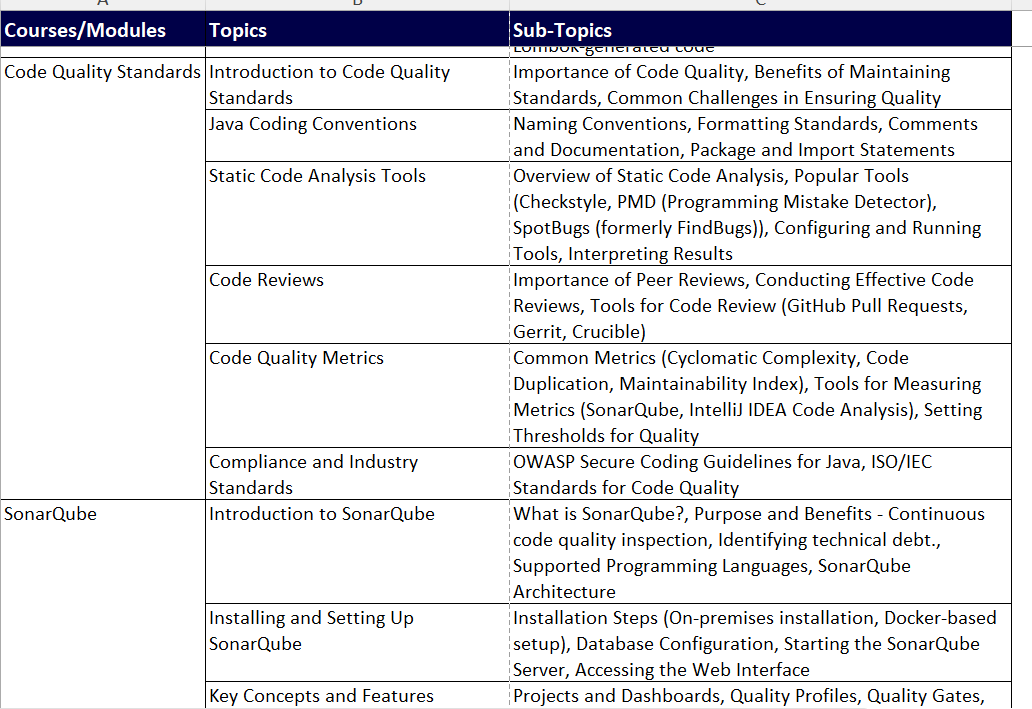 A B C
Courses/Modules Topics Sub-Topics
Lombok-generated code
Code Quality Standards Introduction to Code Quality Importance of Code Quality, Benefits of Maintaining
Standards Standards, Common Challenges in Ensuring Quality
Java Coding Conventions Naming Conventions, Formatting Standards, Comments
and Documentation, Package and Import Statements
Static Code Analysis Tools Overview of Static Code Analysis, Popular Tools
(Checkstyle, PMD (Programming Mistake Detector),
SpotBugs (formerly FindBugs)), Configuring and Running
Tools, Interpreting Results
Code Reviews Importance of Peer Reviews, Conducting Effective Code
Reviews, Tools for Code Review (GitHub Pull Requests,
Gerrit, Crucible)
Code Quality Metrics Common Metrics (Cyclomatic Complexity, Code
Duplication, Maintainability Index), Tools for Measuring
Metrics (SonarQube, IntelliJ IDEA Code Analysis), Setting
Thresholds for Quality
Compliance and Industry OWASP Secure Coding Guidelines for Java, ISO/IEC
Standards Standards for Code Quality
SonarQube Introduction to SonarQube What is SonarQube?, Purpose and Benefits - Continuous
code quality inspection, Identifying technical debt.,
Supported Programming Languages, SonarQube
Architecture
Installing and Setting Up Installation Steps (On-premises installation, Docker-based
SonarQube setup), Database Configuration, Starting the SonarQube
Server, Accessing the Web Interface
Key Concepts and Features Projects and Dashboards, Quality Profiles, Quality Gates,